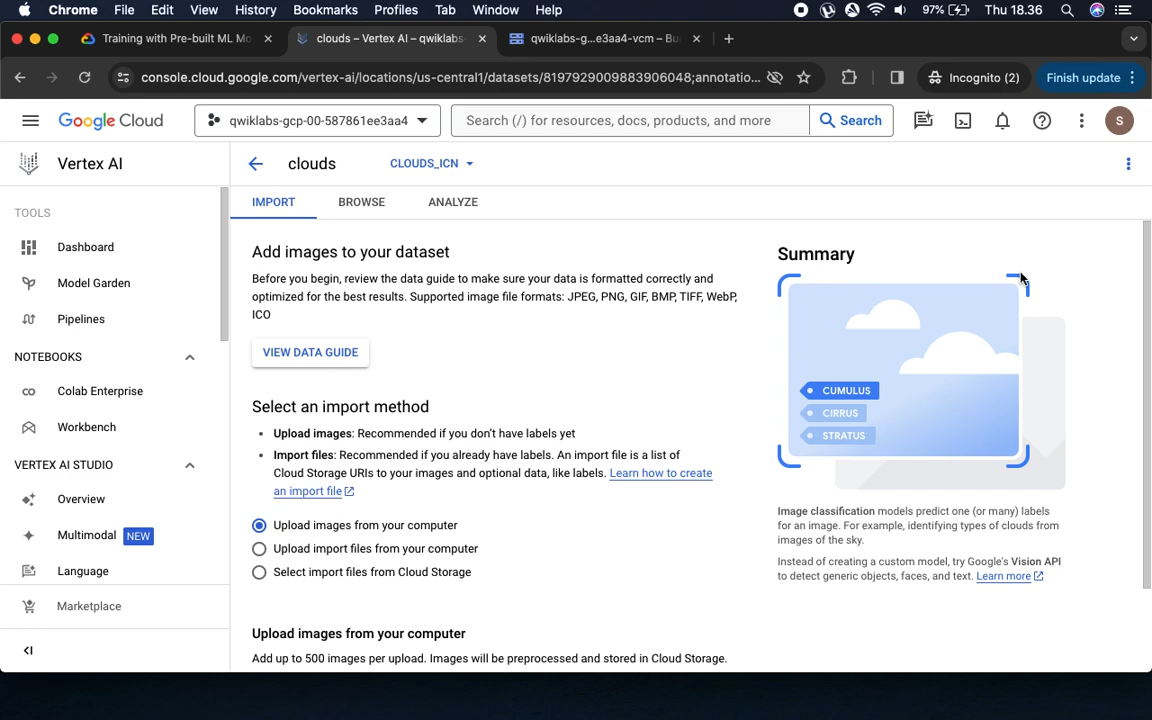 Chrome File Edit View History Bookmarks Profiles Tab Window Help 97% Thu 18.36
Training with Pre-built ML Mo clouds – Vertex AI – qwiklabs- qwiklabs-g...e3aa4-vcm – Bu
console.cloud.google.com/vertex-ai/locations/us-central1/datasets/8197929009883906048;annotatio... Incognito (2) Finish update
Google Cloud qwiklabs-gcp-00-587861ee3aa4 Search (/) for resources, docs, products, and more Search S
Vertex AI
clouds CLOUDS_ICN
IMPORT BROWSE ANALYZE
TOOLS
Dashboard
Model Garden
Pipelines
NOTEBOOKS
Colab Enterprise
Workbench
VERTEX AI STUDIO
Overview
Multimodal NEW
Language
Marketplace
Add images to your dataset
Before you begin, review the data guide to make sure your data is formatted correctly and
optimized for the best results. Supported image file formats: JPEG, PNG, GIF, BMP, TIFF, WebP,
ICO
VIEW DATA GUIDE
Select an import method
• Upload images: Recommended if you don't have labels yet
• Import files: Recommended if you already have labels. An import file is a list of
Cloud Storage URIs to your images and optional data, like labels. Learn how to create
an import file
Upload images from your computer
Upload import files from your computer
Select import files from Cloud Storage
Upload images from your computer
Add up to 500 images per upload. Images will be preprocessed and stored in Cloud Storage.
Summary
CUMULUS
CIRRUS
STRATUS
Image classification models predict one (or many) labels
for an image. For example, identifying types of clouds from
images of the sky.
Instead of creating a custom model, try Google's Vision API
to detect generic objects, faces, and text. Learn more